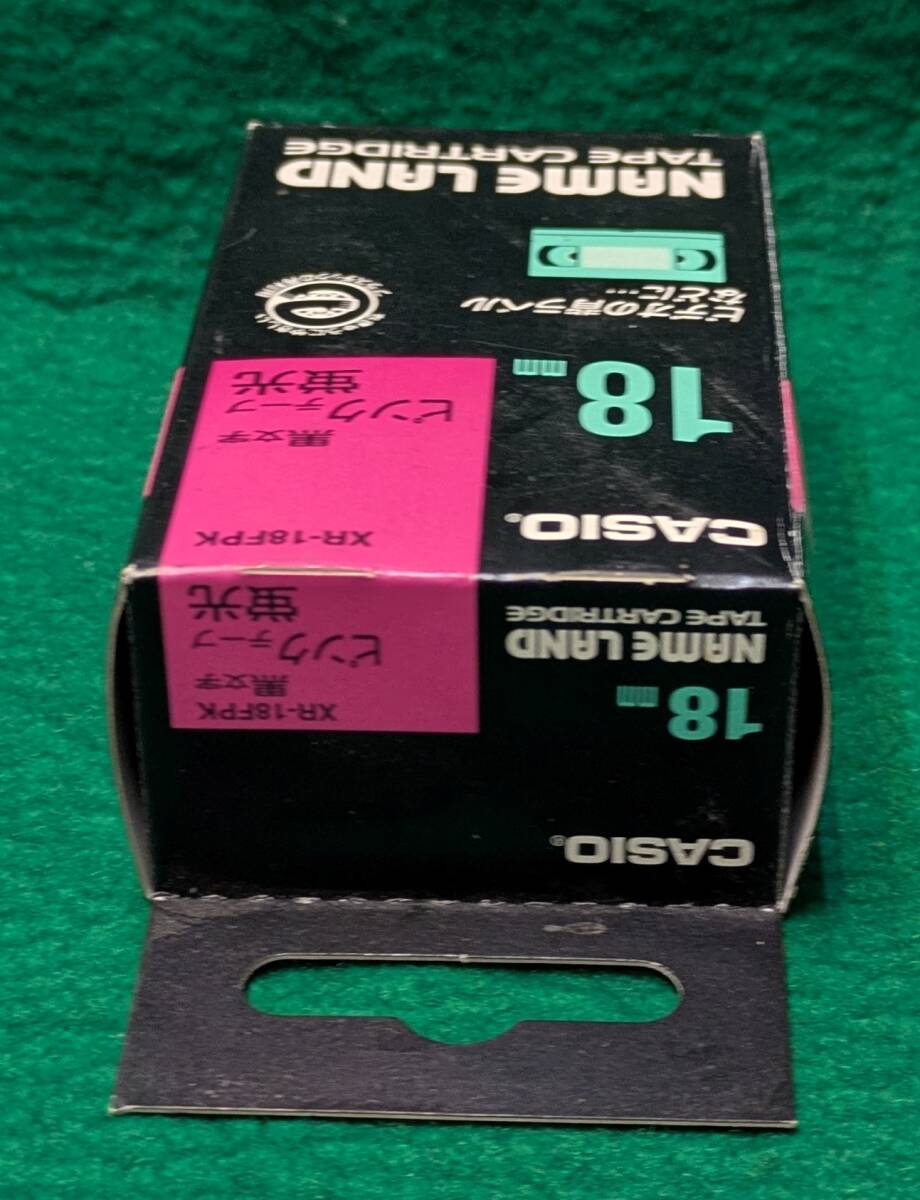 CASIO®
18mm
NAME LAND
TAPE CARTRIDGE
XR-18FPK
黒文字
ピンクテープ
蛍光
CASIO®
18mm
XR-18FPK
黒文字
ピンクテープ
蛍光
ビデオの背ラベル
などに…
NAME LAND
TAPE CARTRIDGE